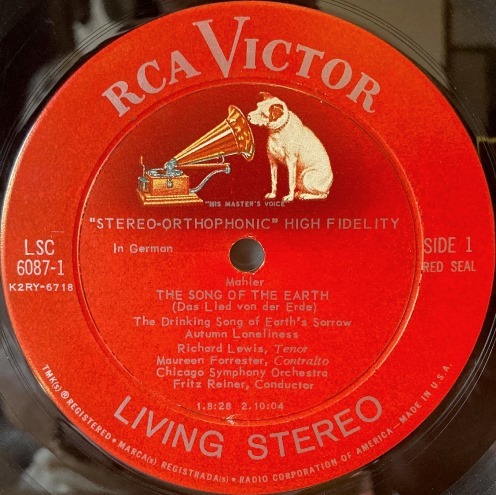 RCA VICTOR
"HIS MASTER'S VOICE"
"STEREO-ORTHOPHONIC" HIGH FIDELITY
LSC
6087-1
K2RY-6718
In German
SIDE 1
RED SEAL
Mahler
THE SONG OF THE EARTH
(Das Lied von der Erde)
The Drinking Song of Earth's Sorrow
Autumn Loneliness
Richard Lewis, Tenor
Maureen Forrester, Contralto
Chicago Symphony Orchestra
Fritz Reiner, Conductor
1.8:28 2.10:04
LIVING STEREO
TMK(s) ® REGISTERED • MARCA(s) REGISTRADA(s) • RADIO CORPORATION OF AMERICA—MADE IN U.S.A.